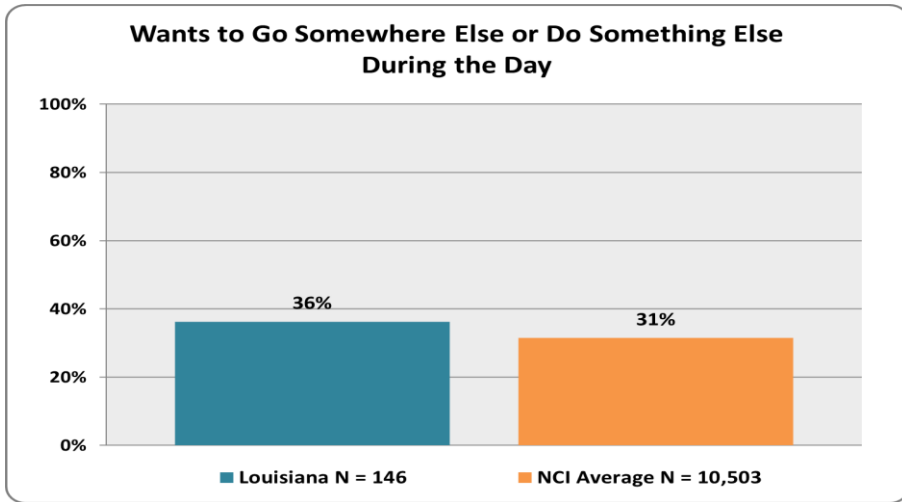 Wants to Go Somewhere Else or Do Something Else
During the Day
100%
80%
60%
40%
20%
0%
36%
31%
Louisiana N = 146
NCI Average N = 10,503